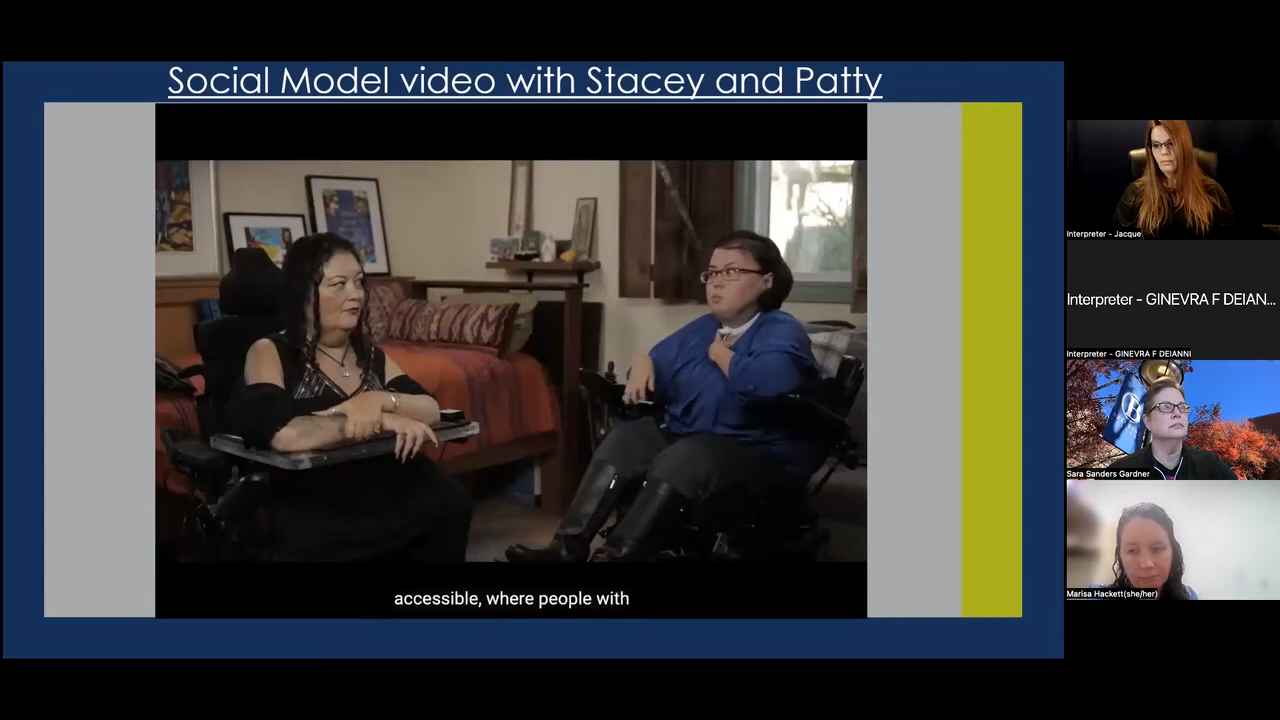 Social Model video with Stacey and Patty
accessible, where people with
Interpreter - Jacque
Interpreter - GINEVRA F DEIAN...
Interpreter - GINEVRA F DEIANNI
Sara Sanders Gardner
Marisa Hackett(she/her)